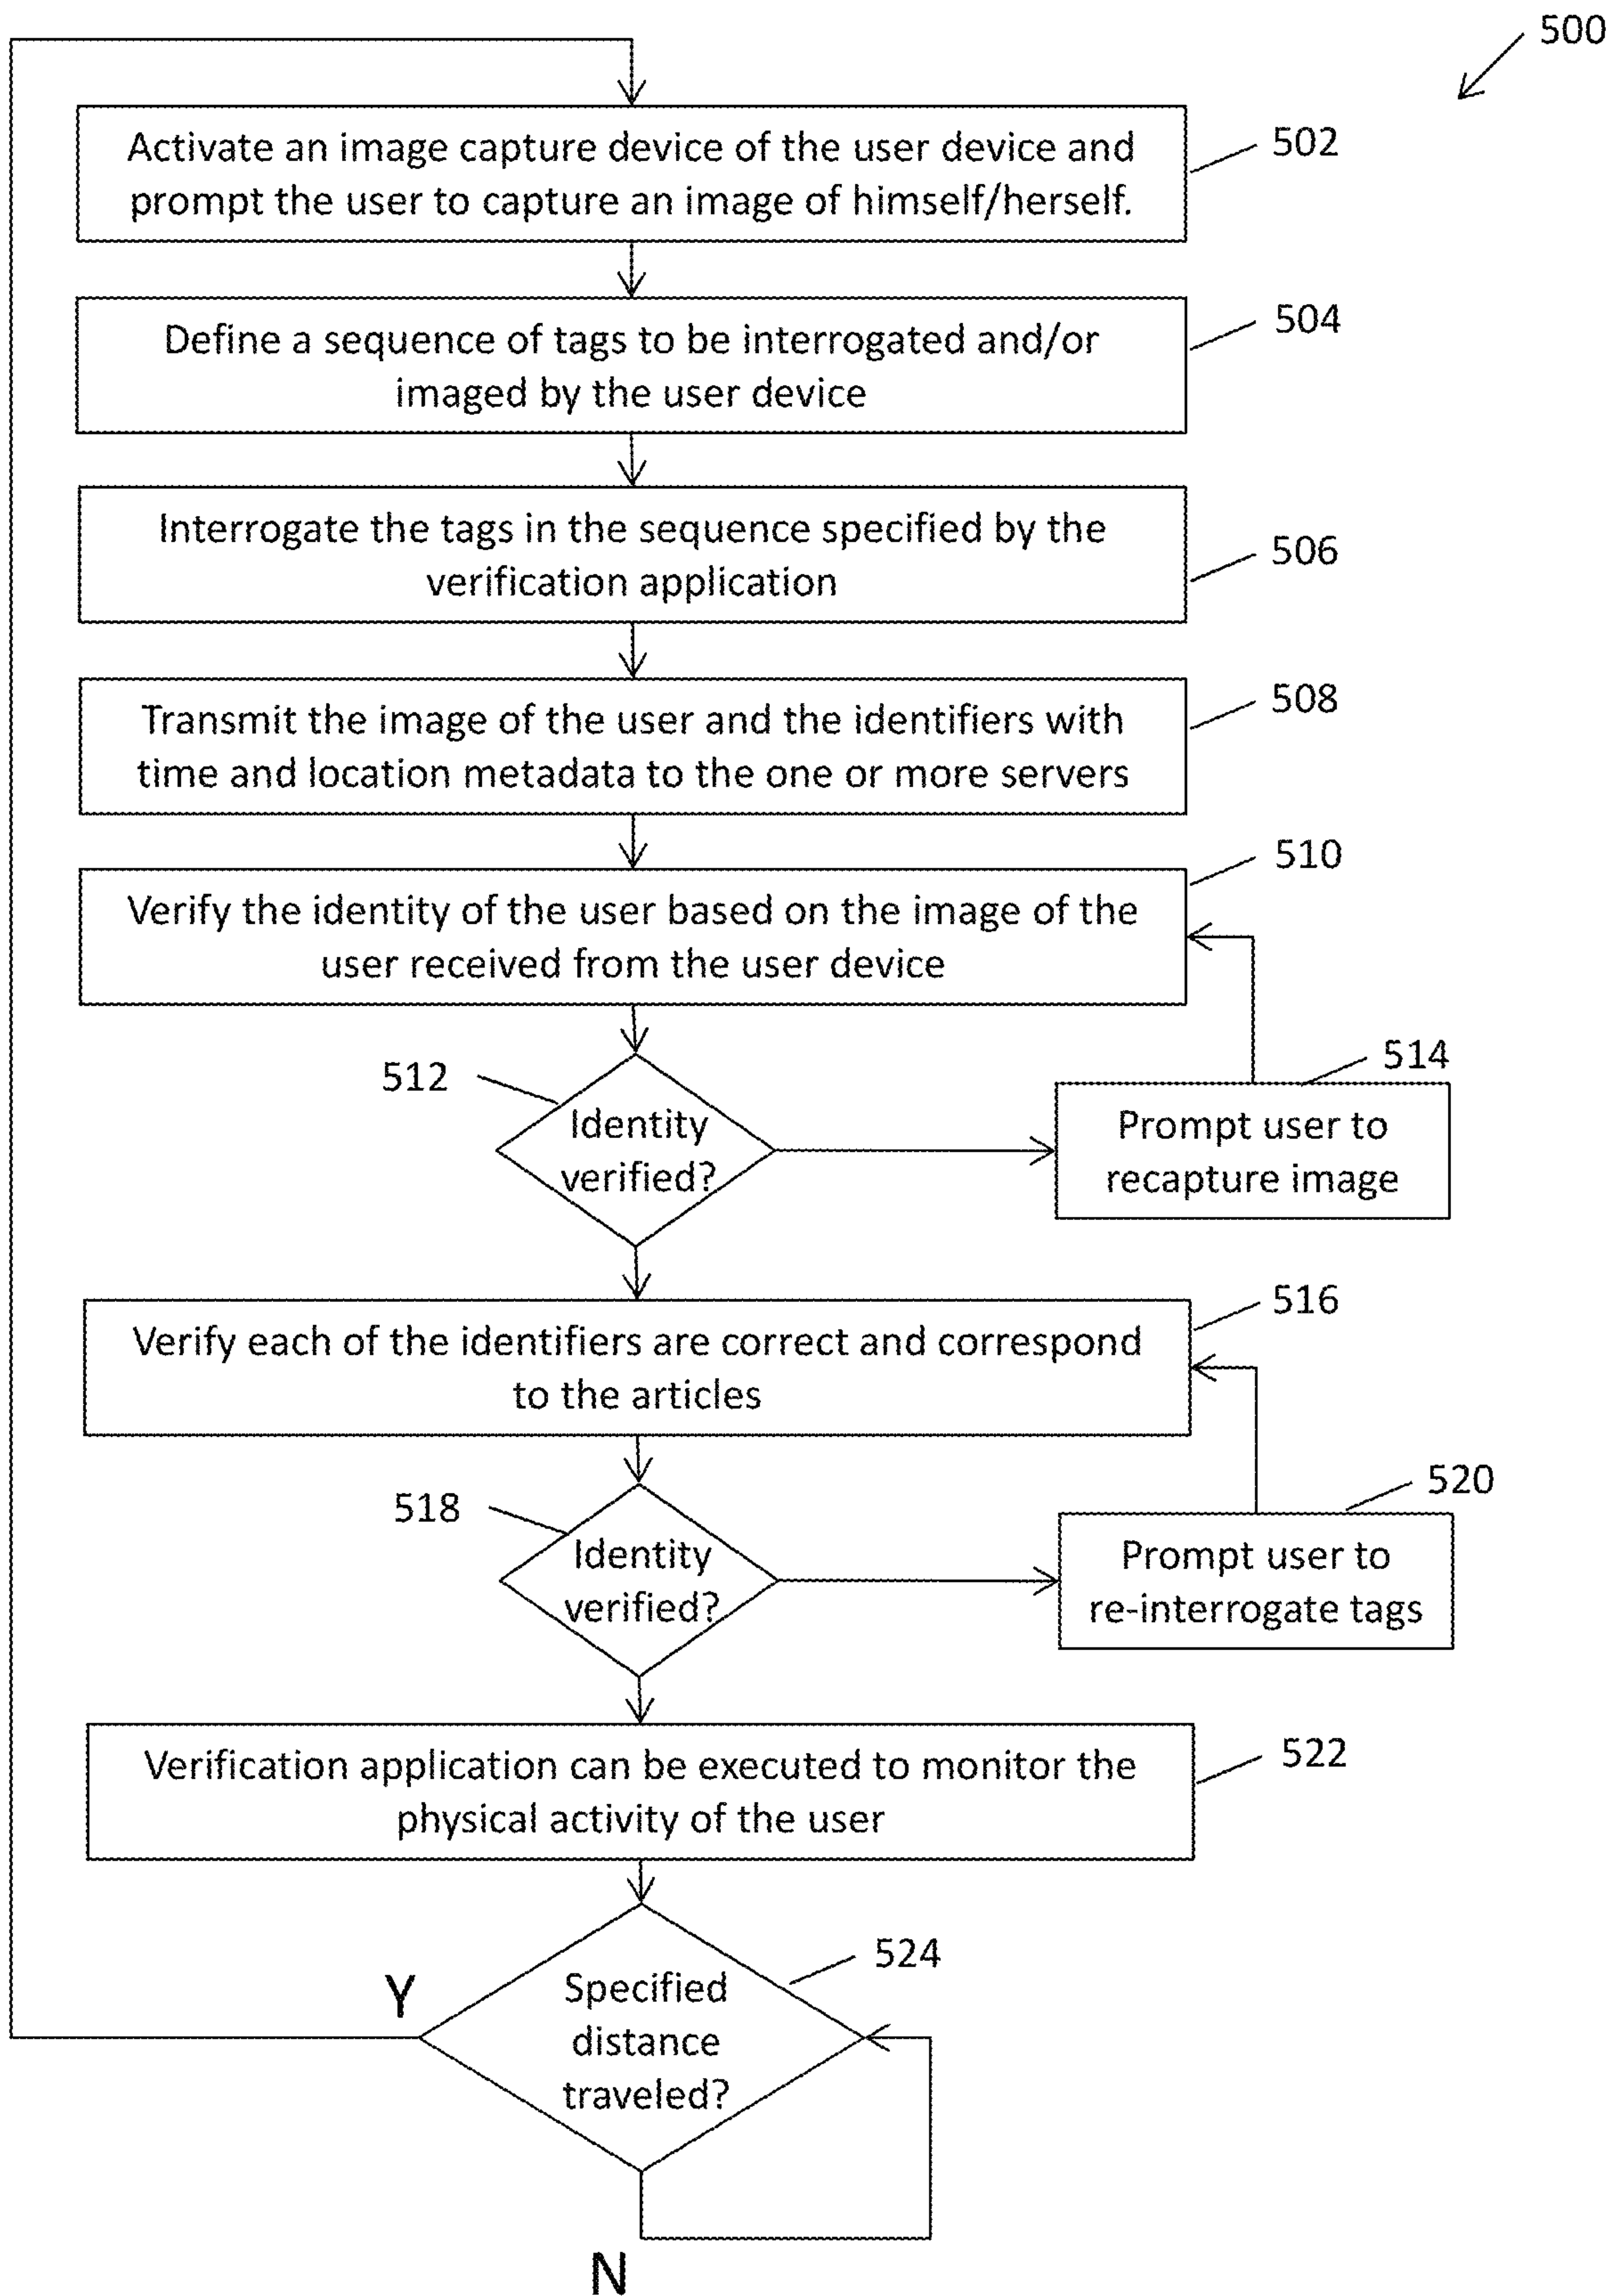 500
Activate an image capture device of the user device and
prompt the user to capture an image of himself/herself.
502
Define a sequence of tags to be interrogated and/or
imaged by the user device
504
Interrogate the tags in the sequence specified by the
verification application
506
Transmit the image of the user and the identifiers with
time and location metadata to the one or more servers
508
Verify the identity of the user based on the image of the
user received from the user device
510
512
Identity
verified?
514
Prompt user to
recapture image
Verify each of the identifiers are correct and correspond
to the articles
516
518
Identity
verified?
520
Prompt user to
re-interrogate tags
Verification application can be executed to monitor the
physical activity of the user
522
524
Y
Specified
distance
traveled?
N